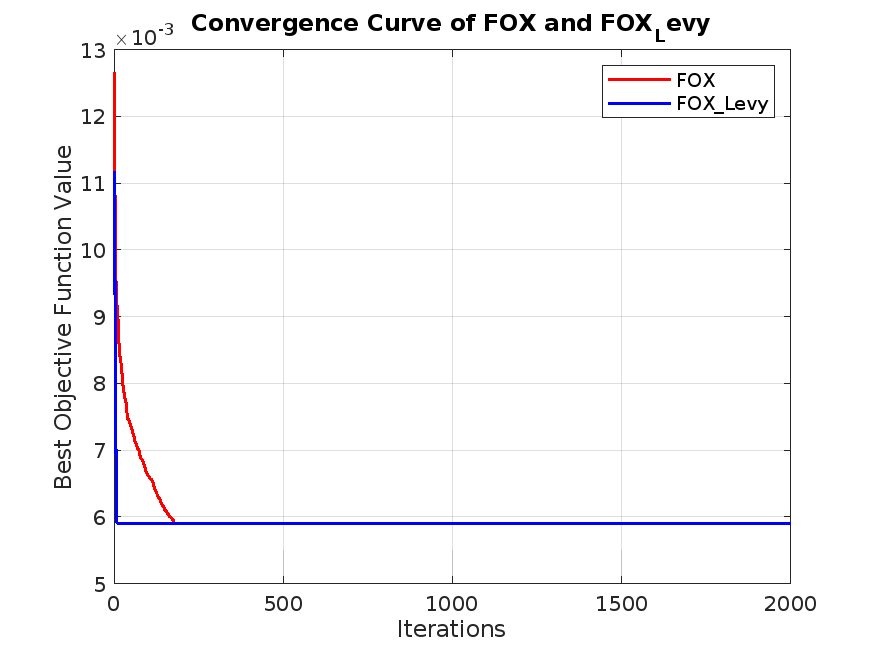 Convergence Curve of FOX and FOX_Levy
×10-3
13
12
11
10
9
8
7
6
5
Best Objective Function Value
FOX
FOX_Levy
0 500 1000 1500 2000
Iterations